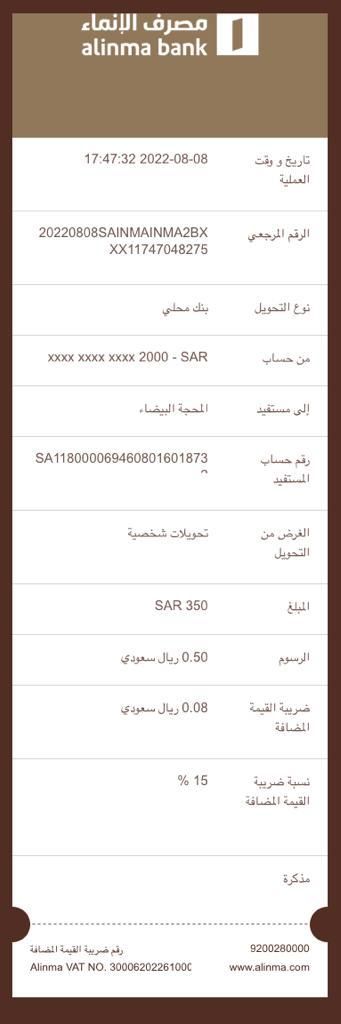 مصرف الإنماء
alinma bank
تاريخ و وقت العملية 2022-08-08 17:47:32
الرقم المرجعي 20220808SAINMAINMA2BX
XX11747048275
نوع التحويل بنك محلي
من حساب xxxx xxxx xxxx 2000 - SAR
إلى مستفيد المحجة البيضاء
رقم حساب المستفيد SA118000069460801601873
الغرض من التحويل تحويلات شخصية
المبلغ SAR 350
الرسوم 0.50 ريال سعودي
ضريبة القيمة المضافة 0.08 ريال سعودي
نسبة ضريبة القيمة المضافة 15 %
مذكرة
9200280000 رقم ضريبة القيمة المضافة
www.alinma.com Alinma VAT NO. 30006202261000